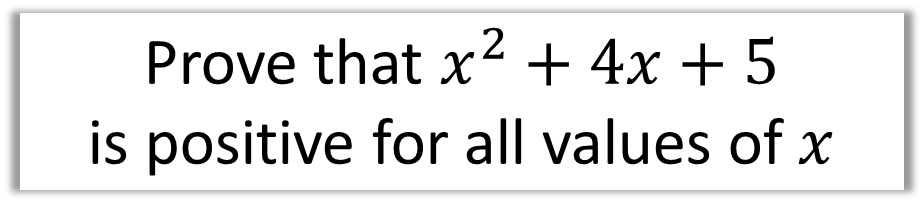 Prove that x² + 4x + 5
is positive for all values of x